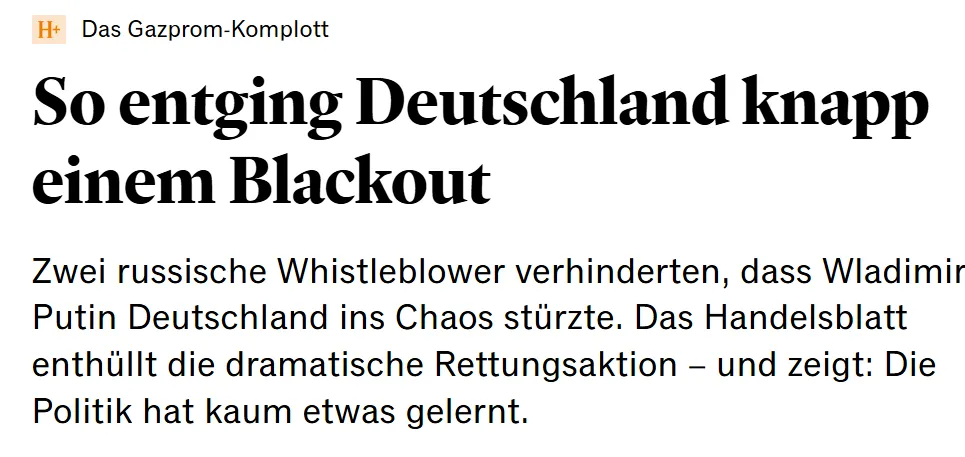 H+ Das Gazprom-Komplott
So entging Deutschland knapp
einem Blackout
Zwei russische Whistleblower verhinderten, dass Wladimir
Putin Deutschland ins Chaos stürzte. Das Handelsblatt
enthüllt die dramatische Rettungsaktion – und zeigt: Die
Politik hat kaum etwas gelernt.